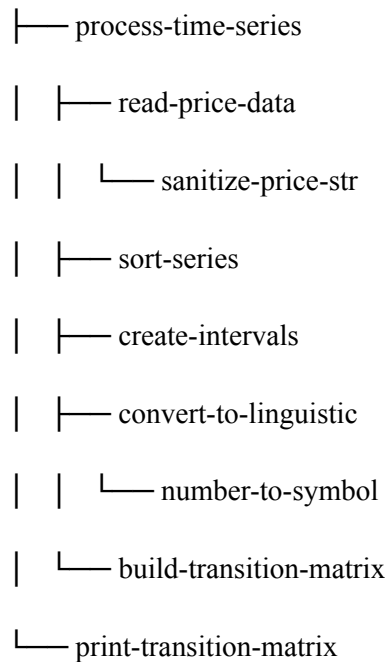 ├── process-time-series
│ ├── read-price-data
│ │ └── sanitize-price-str
│ ├── sort-series
│ ├── create-intervals
│ ├── convert-to-linguistic
│ │ └── number-to-symbol
│ └── build-transition-matrix
└── print-transition-matrix